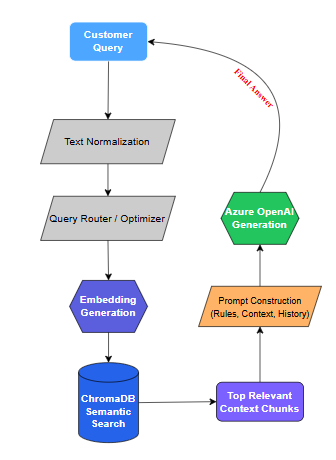 Customer
Query
Text Normalization
Query Router / Optimizer
Embedding
Generation
ChromaDB
Semantic
Search
Top Relevant
Context Chunks
Prompt Construction
(Rules, Context, History)
Azure OpenAI
Generation
Final Answer